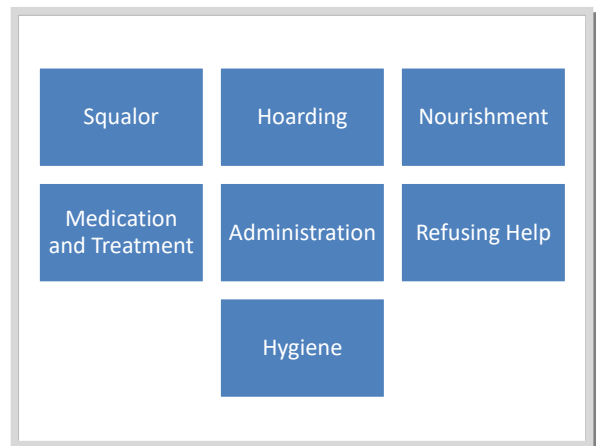 Squalor
Hoarding
Nourishment
Medication
and Treatment
Administration
Refusing Help
Hygiene